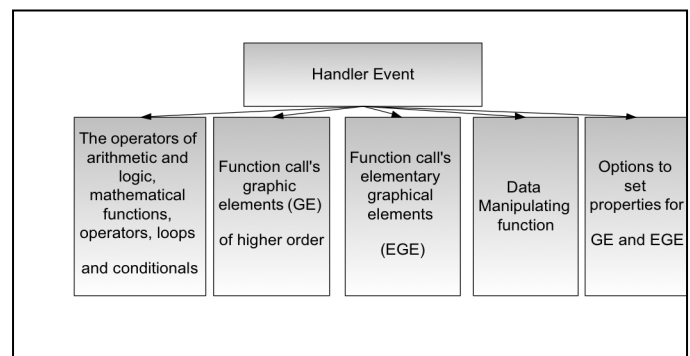 Handler Event
The operators of
arithmetic and
logic,
mathematical
functions,
operators, loops
and conditionals
Function call's
graphic
elements (GE)
of higher order
Function call's
elementary
graphical
elements
(EGE)
Data
Manipulating
function
Options to
set
properties for
GE and EGE